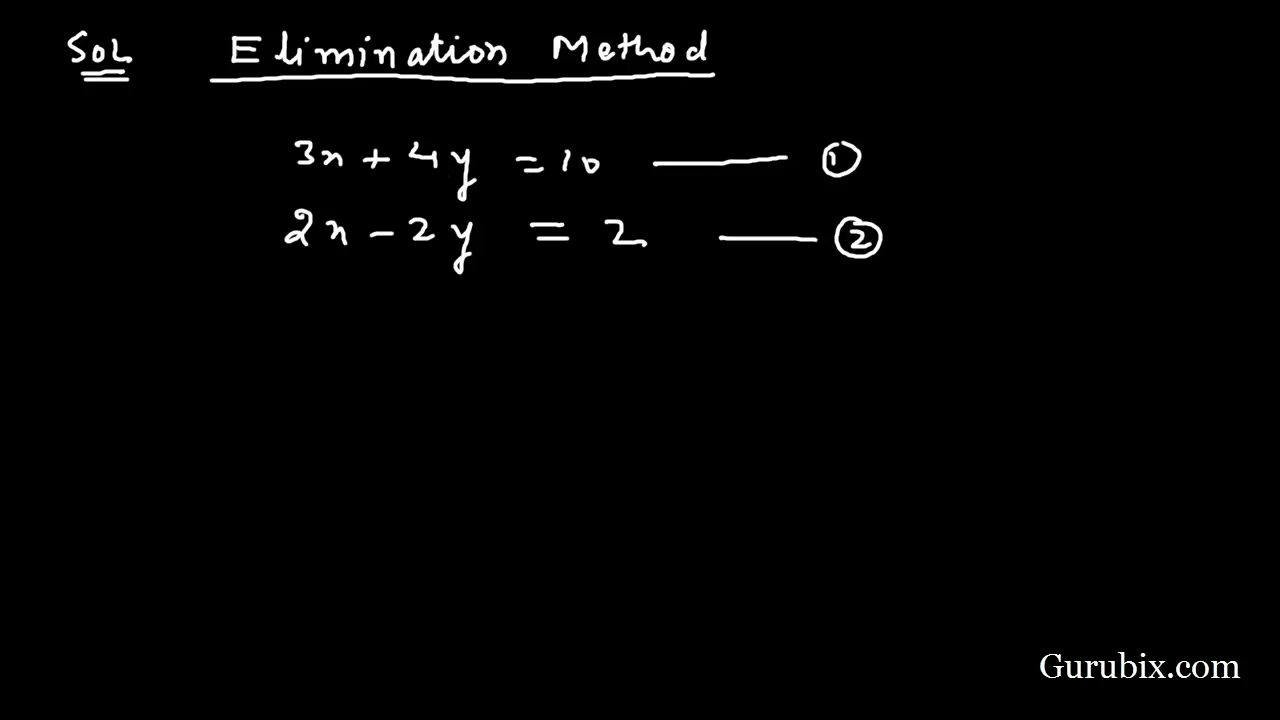 SOL Elimination Method
3x + 4y = 10 —— ①
2x - 2y = 2 —— ②
Gurubix.com